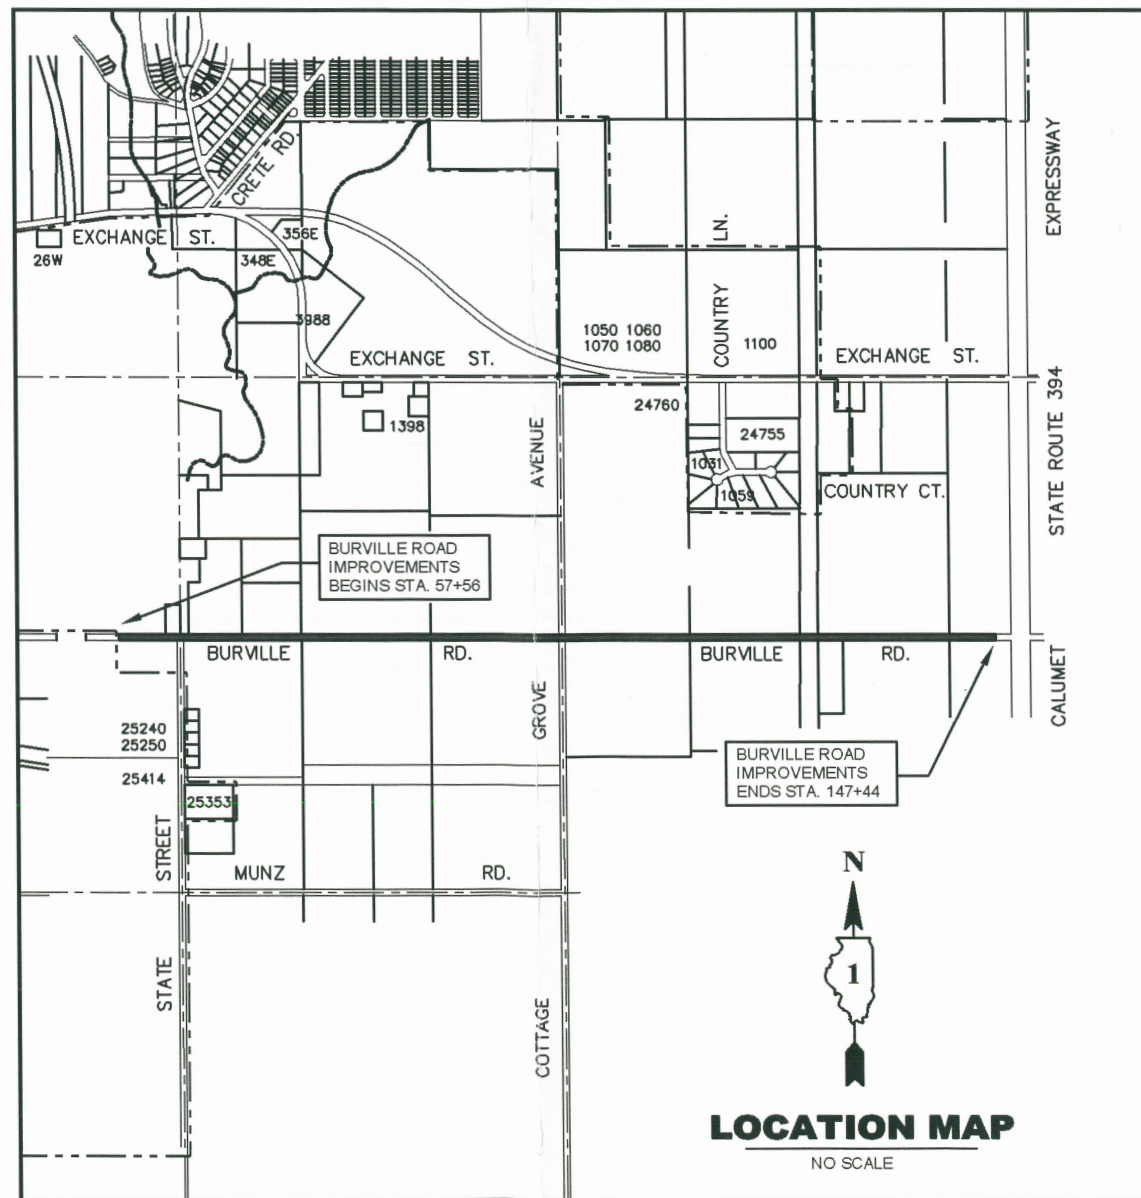 CRETE RD.
EXPRESSWAY
EXCHANGE ST.
26W
356E
348E
3988
COUNTRY LN.
1050 1060
1070 1080
1100
EXCHANGE ST.
EXCHANGE ST.
STATE ROUTE 394
24760
1398
24755
1031
1059
COUNTRY CT.
AVENUE
BURVILLE ROAD
IMPROVEMENTS
BEGINS STA. 57+56
BURVILLE RD.
BURVILLE RD.
CALUMET
GROVE
25240
25250
25414
25353
BURVILLE ROAD
IMPROVEMENTS
ENDS STA. 147+44
STREET
MUNZ RD.
STATE
COTTAGE
N
1
LOCATION MAP
NO SCALE